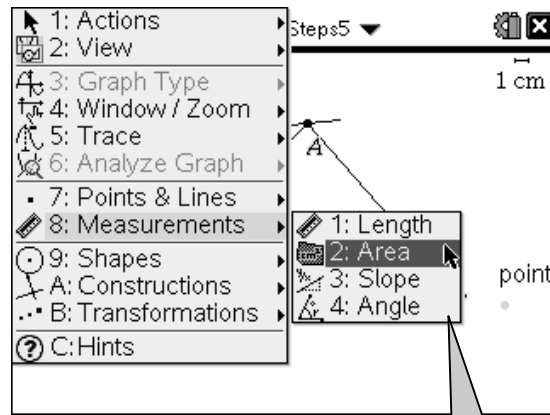 1: Actions
2: View
3: Graph Type
4: Window / Zoom
5: Trace
6: Analyze Graph
7: Points & Lines
8: Measurements
9: Shapes
A: Constructions
B: Transformations
C: Hints
Steps5
1 cm
A
1: Length
2: Area
3: Slope
4: Angle
point